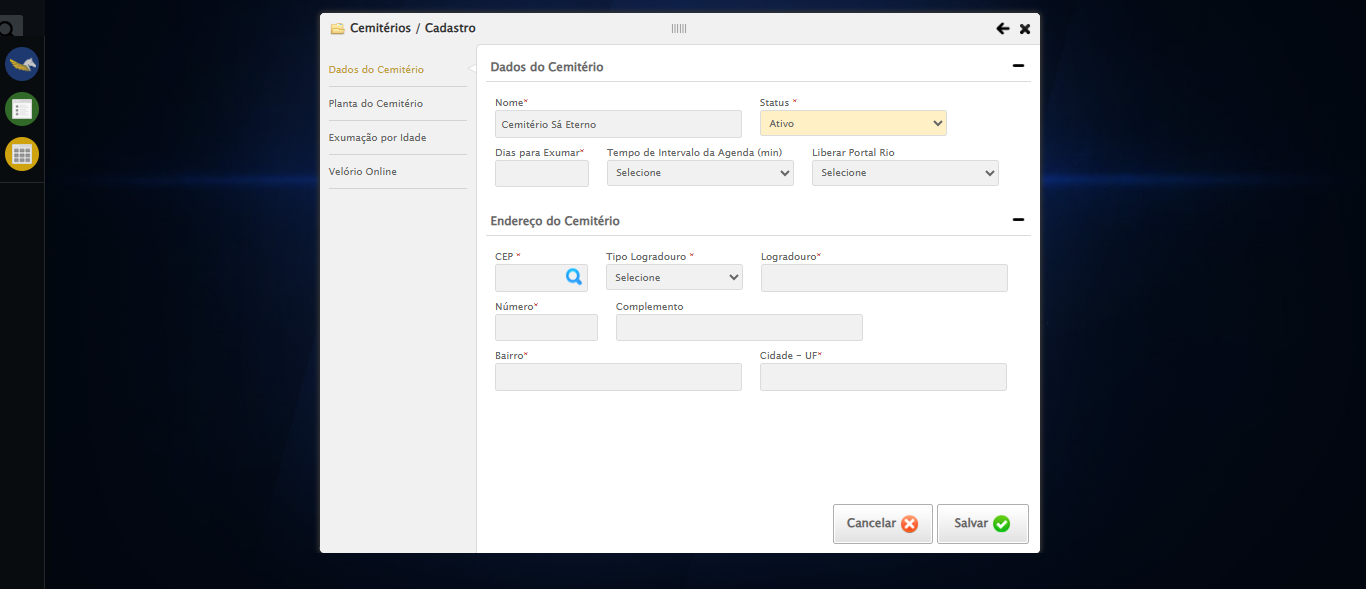 Cemitérios / Cadastro
Dados do Cemitério
Planta do Cemitério
Exumação por Idade
Velório Online
Dados do Cemitério
Nome* Status *
Cemitério Sá Eterno Ativo
Dias para Exumar* Tempo de Intervalo da Agenda (min) Liberar Portal Rio
Selecione Selecione
Endereço do Cemitério
CEP * Tipo Logradouro * Logradouro*
Selecione
Número* Complemento
Bairro* Cidade - UF*
Cancelar Salvar